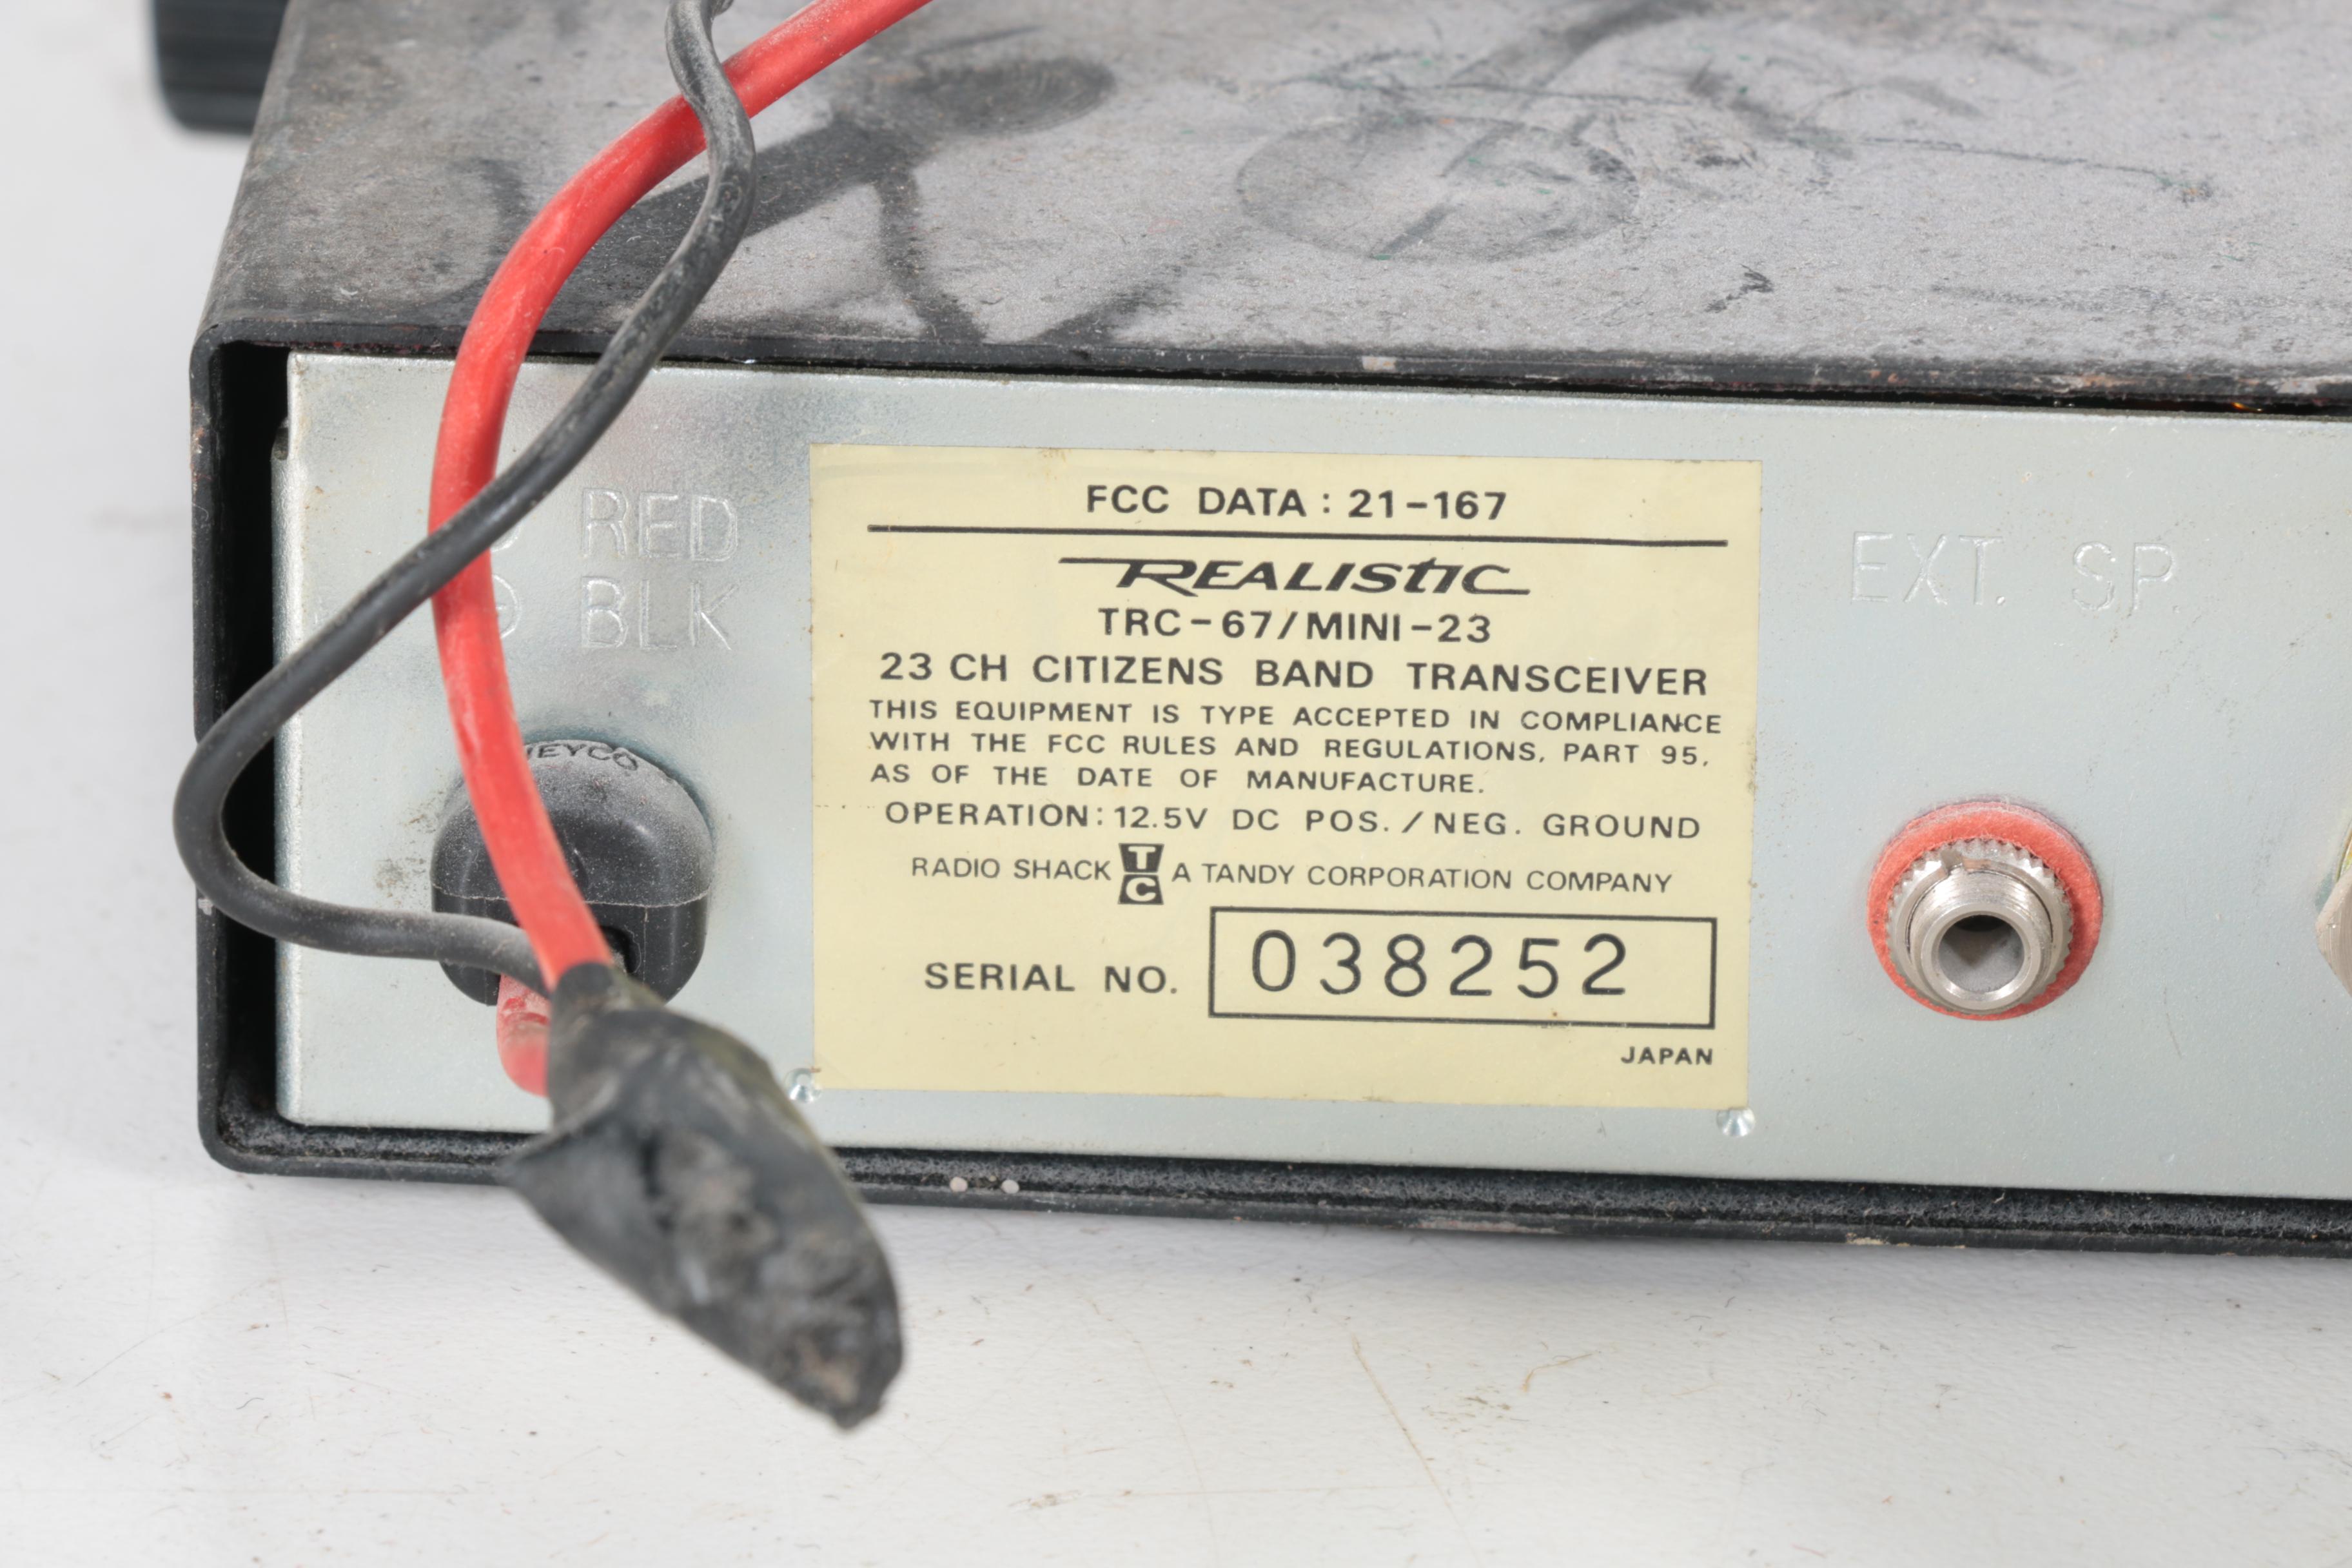 FCC DATA : 21-167
REALISTIC
TRC-67/MINI-23
23 CH CITIZENS BAND TRANSCEIVER
THIS EQUIPMENT IS TYPE ACCEPTED IN COMPLIANCE
WITH THE FCC RULES AND REGULATIONS, PART 95,
AS OF THE DATE OF MANUFACTURE.
OPERATION: 12.5V DC POS./NEG. GROUND
RADIO SHACK TC A TANDY CORPORATION COMPANY
SERIAL NO. 038252
JAPAN
RED
BLK
EXT. SP.